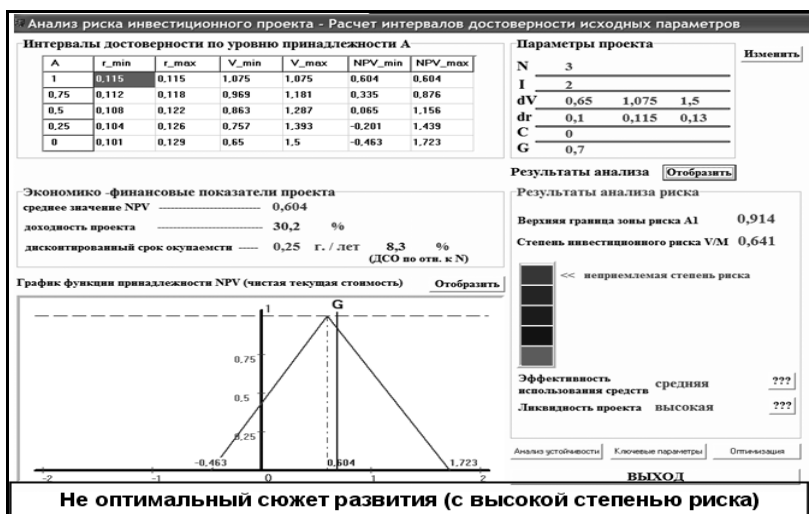 Анализ риска инвестиционного проекта - Расчет интервалов достоверности исходных параметров
Интервалы достоверности по уровню принадлежности A
A r_min r_max V_min V_max NPV_min NPV_max
1 0,115 0,115 1,075 1,075 0,604 0,604
0,75 0,112 0,118 0,969 1,181 0,335 0,876
0,5 0,108 0,122 0,863 1,287 0,065 1,156
0,25 0,104 0,126 0,757 1,393 -0,201 1,439
0 0,101 0,129 0,65 1,5 -0,463 1,723
Параметры проекта
Изменить
N 3
I 2
dV 0,65 1,075 1,5
dr 0,1 0,115 0,13
C 0
G 0,7
Результаты анализа Отобразить
Экономико -финансовые показатели проекта
среднее значение NPV ---------------------------- 0,604
доходность проекта ---------------------------- 30,2 %
дисконтированный срок окупаемсти ----- 0,25 г. / лет 8,3 %
(ДСО по отн. к N)
Результаты анализа риска
Верхняя граница зоны риска A1 0,914
Степень инвестиционного риска V/M 0,641
<< неприемлемая степень риска
График функции принадлежности NPV (чистая текущая стоимость) Отобразить
G
1
0,75
0,5
0,25
-0,463 0,604 1,723
-2 -1 0 1 2
Эффективность
использования средств средняя ???
Ликвидность проекта высокая ???
Анализ устойчивости Ключевые параметры Оптимизация
ВЫХОД
Не оптимальный сюжет развития (с высокой степенью риска)